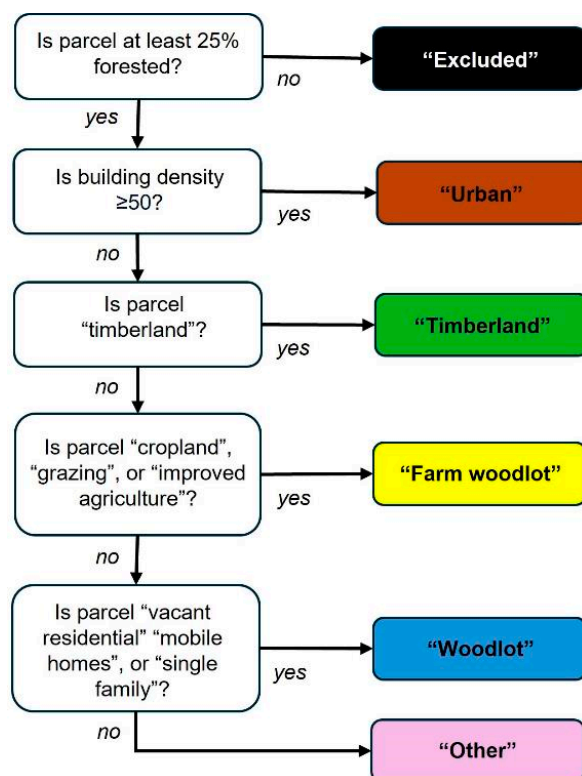 Is parcel at least 25%
forested?
no
“Excluded”
yes
Is building density
≥50?
yes
“Urban”
no
Is parcel
“timberland”?
yes
“Timberland”
no
Is parcel “cropland”,
“grazing”, or “improved
agriculture”?
yes
“Farm woodlot”
no
Is parcel “vacant
residential” “mobile
homes”, or “single
family”?
yes
“Woodlot”
no
“Other”